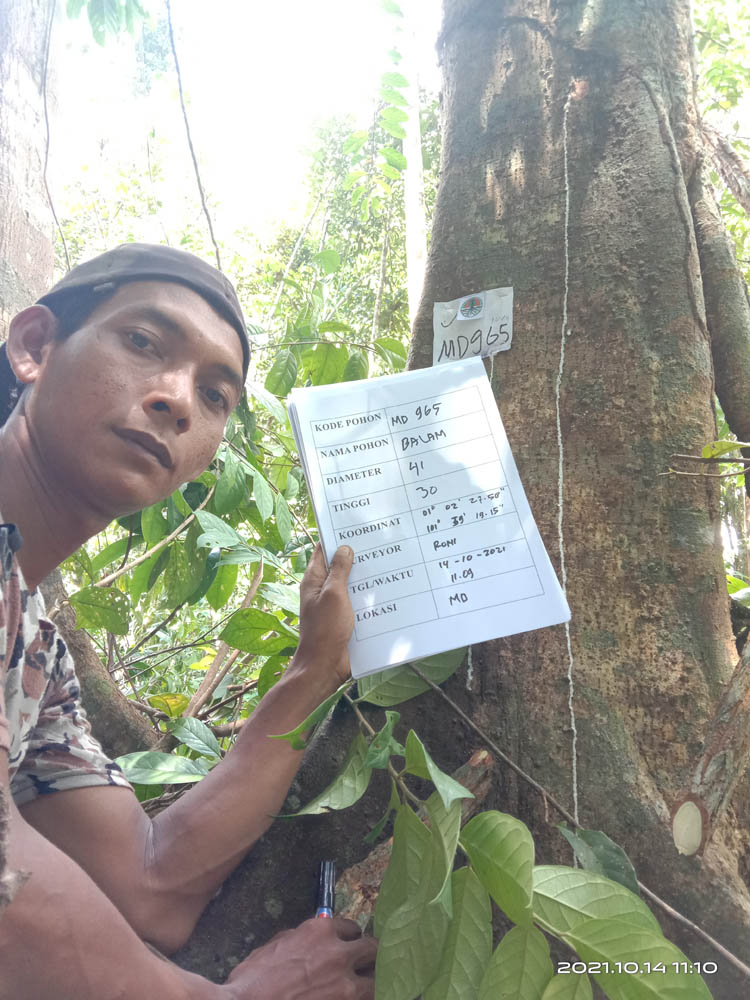 MD965
KODE POHON MD 965
NAMA POHON BALAM
DIAMETER 41
TINGGI 30
KOORDINAT 01° 02' 27.50"
101° 39' 19.15"
SURVEYOR RONI
TGL/WAKTU 14-10-2021
11.09
LOKASI MD
2021.10.14 11:10